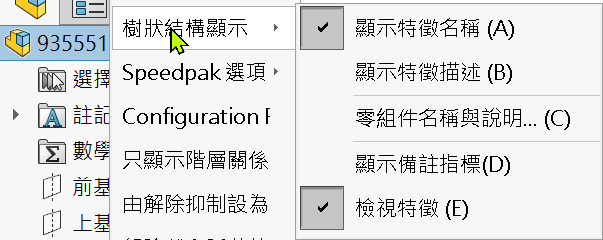 935551
選擇
註記
數學
前基
上基
樹狀結構顯示
Speedpak 選項
Configuration F
只顯示階層關係
由解除抑制設為
顯示特徵名稱 (A)
顯示特徵描述 (B)
零組件名稱與說明... (C)
顯示備註指標(D)
檢視特徵 (E)